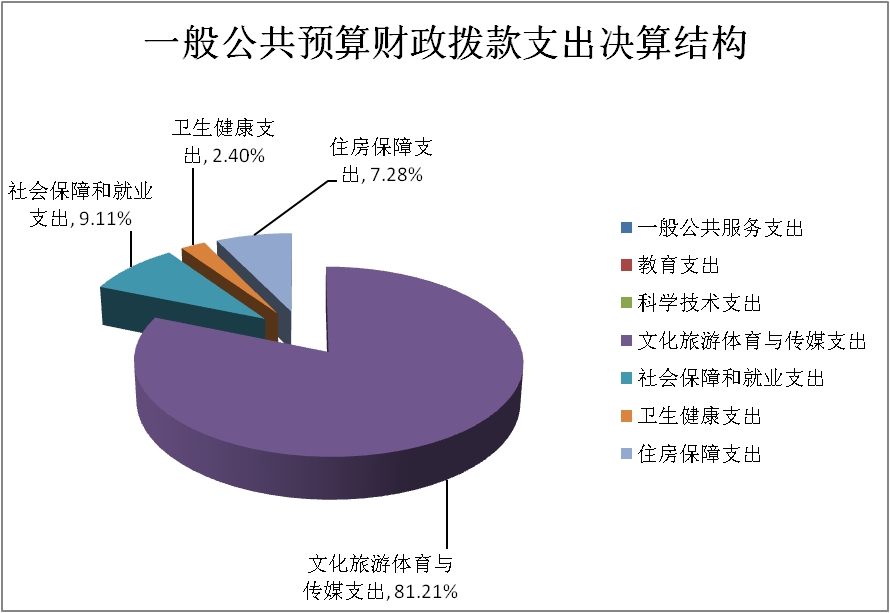 一般公共预算财政拨款支出决算结构
卫生健康支
出, 2.40%
住房保障支
出, 7.28%
社会保障和就业
支出, 9.11%
文化旅游体育与
传媒支出, 81.21%
一般公共服务支出
教育支出
科学技术支出
文化旅游体育与传媒支出
社会保障和就业支出
卫生健康支出
住房保障支出